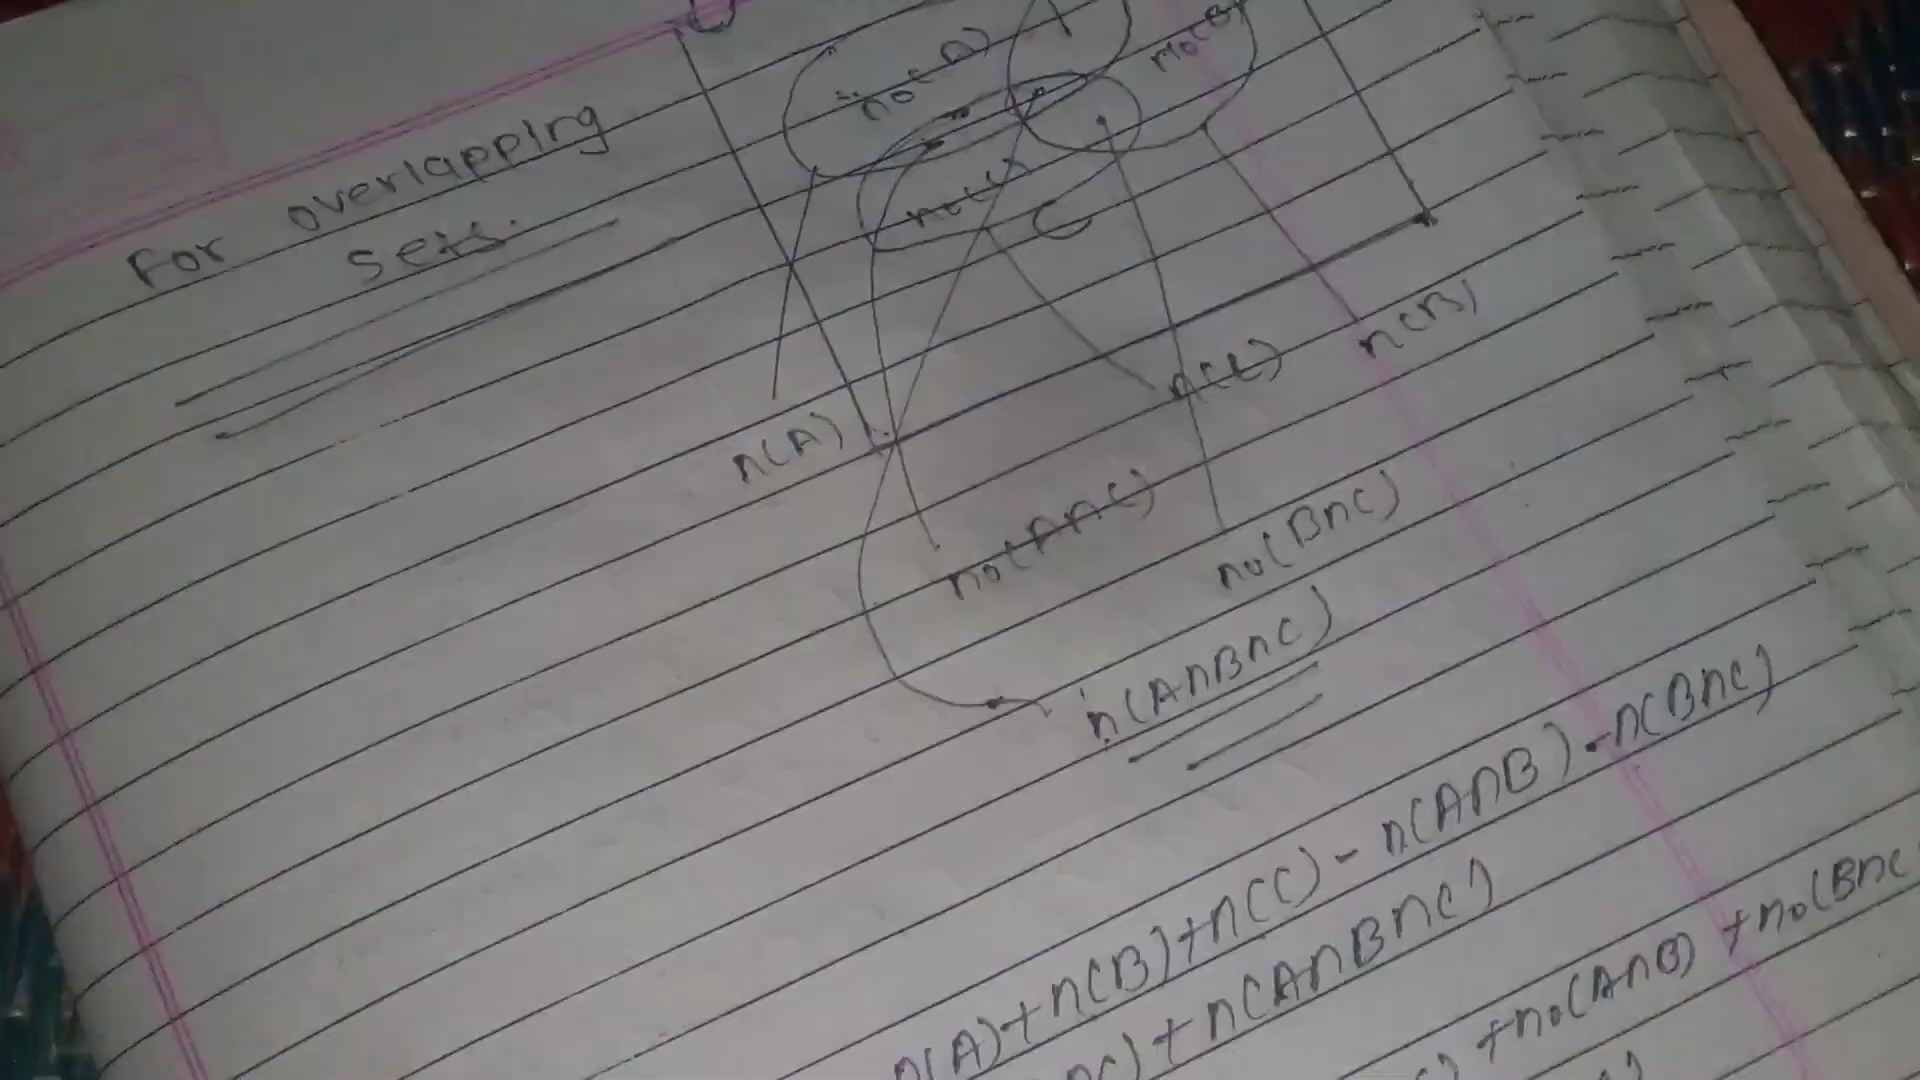 For overlapping
sets.
no(A)
no(B)
no(C)
C
n(A)
n(C)
n(B)
no(A∩C)
no(B∩C)
n(A∩B∩C)
n(A)+n(B)+n(C)-n(A∩B)-n(B∩C)
∩C)+n(A∩B∩C)
+no(A∩B)+no(B∩C